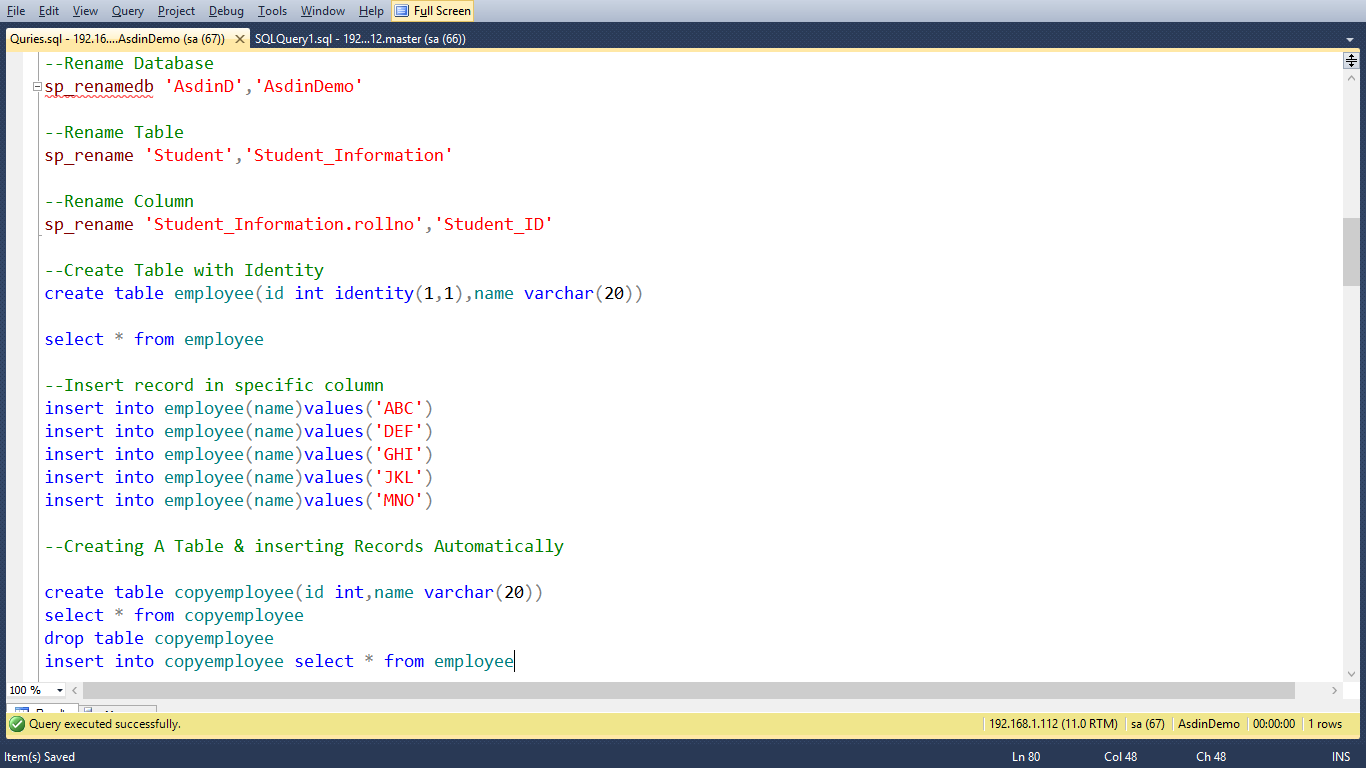 File Edit View Query Project Debug Tools Window Help Full Screen
Quries.sql - 192.16....AsdinDemo (sa (67)) SQLQuery1.sql - 192...12.master (sa (66))
--Rename Database
sp_renamedb 'AsdinD','AsdinDemo'
--Rename Table
sp_rename 'Student','Student_Information'
--Rename Column
sp_rename 'Student_Information.rollno','Student_ID'
--Create Table with Identity
create table employee(id int identity(1,1),name varchar(20))
select * from employee
--Insert record in specific column
insert into employee(name)values('ABC')
insert into employee(name)values('DEF')
insert into employee(name)values('GHI')
insert into employee(name)values('JKL')
insert into employee(name)values('MNO')
--Creating A Table & inserting Records Automatically
create table copyemployee(id int,name varchar(20))
select * from copyemployee
drop table copyemployee
insert into copyemployee select * from employee
100 %
Query executed successfully. 192.168.1.112 (11.0 RTM) sa (67) AsdinDemo 00:00:00 1 rows
Item(s) Saved Ln 80 Col 48 Ch 48 INS